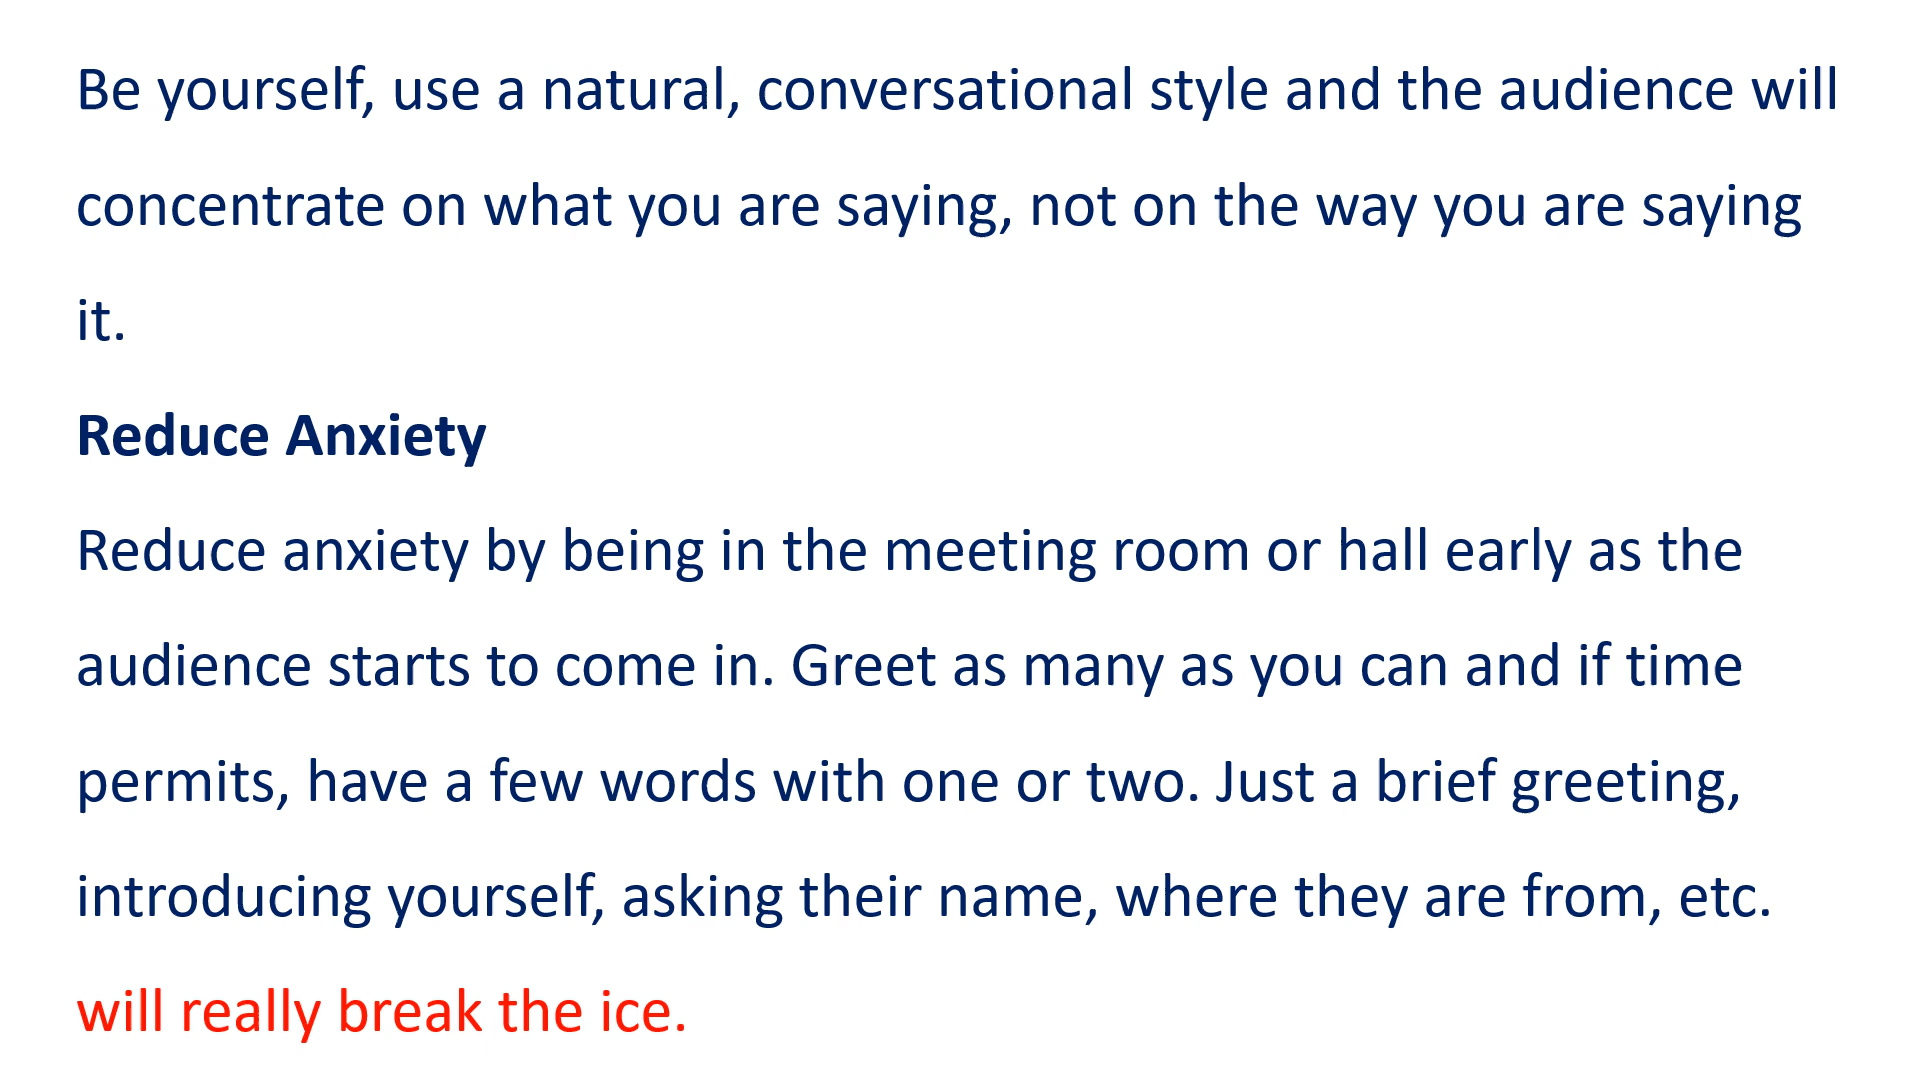 Be yourself, use a natural, conversational style and the audience will
concentrate on what you are saying, not on the way you are saying
it.
Reduce Anxiety
Reduce anxiety by being in the meeting room or hall early as the
audience starts to come in. Greet as many as you can and if time
permits, have a few words with one or two. Just a brief greeting,
introducing yourself, asking their name, where they are from, etc.
will really break the ice.